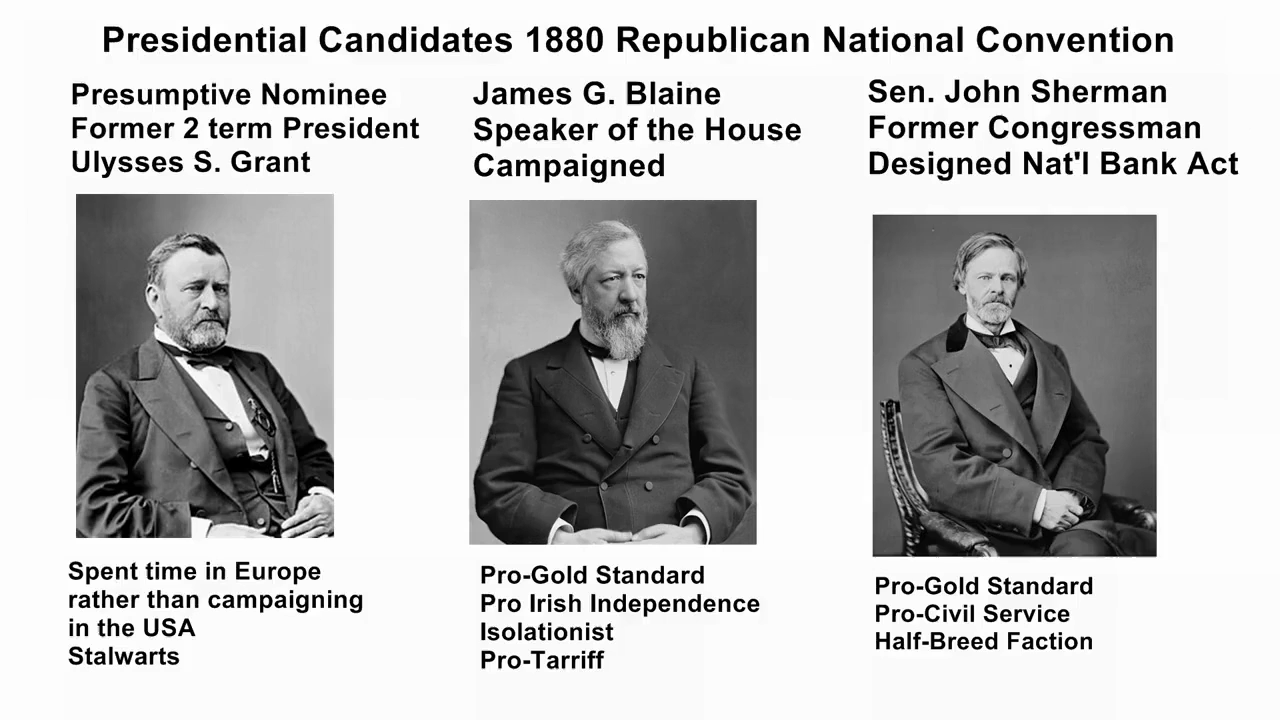 Presidential Candidates 1880 Republican National Convention
Presumptive Nominee
Former 2 term President
Ulysses S. Grant
James G. Blaine
Speaker of the House
Campaigned
Sen. John Sherman
Former Congressman
Designed Nat'l Bank Act
Spent time in Europe
rather than campaigning
in the USA
Stalwarts
Pro-Gold Standard
Pro Irish Independence
Isolationist
Pro-Tarriff
Pro-Gold Standard
Pro-Civil Service
Half-Breed Faction